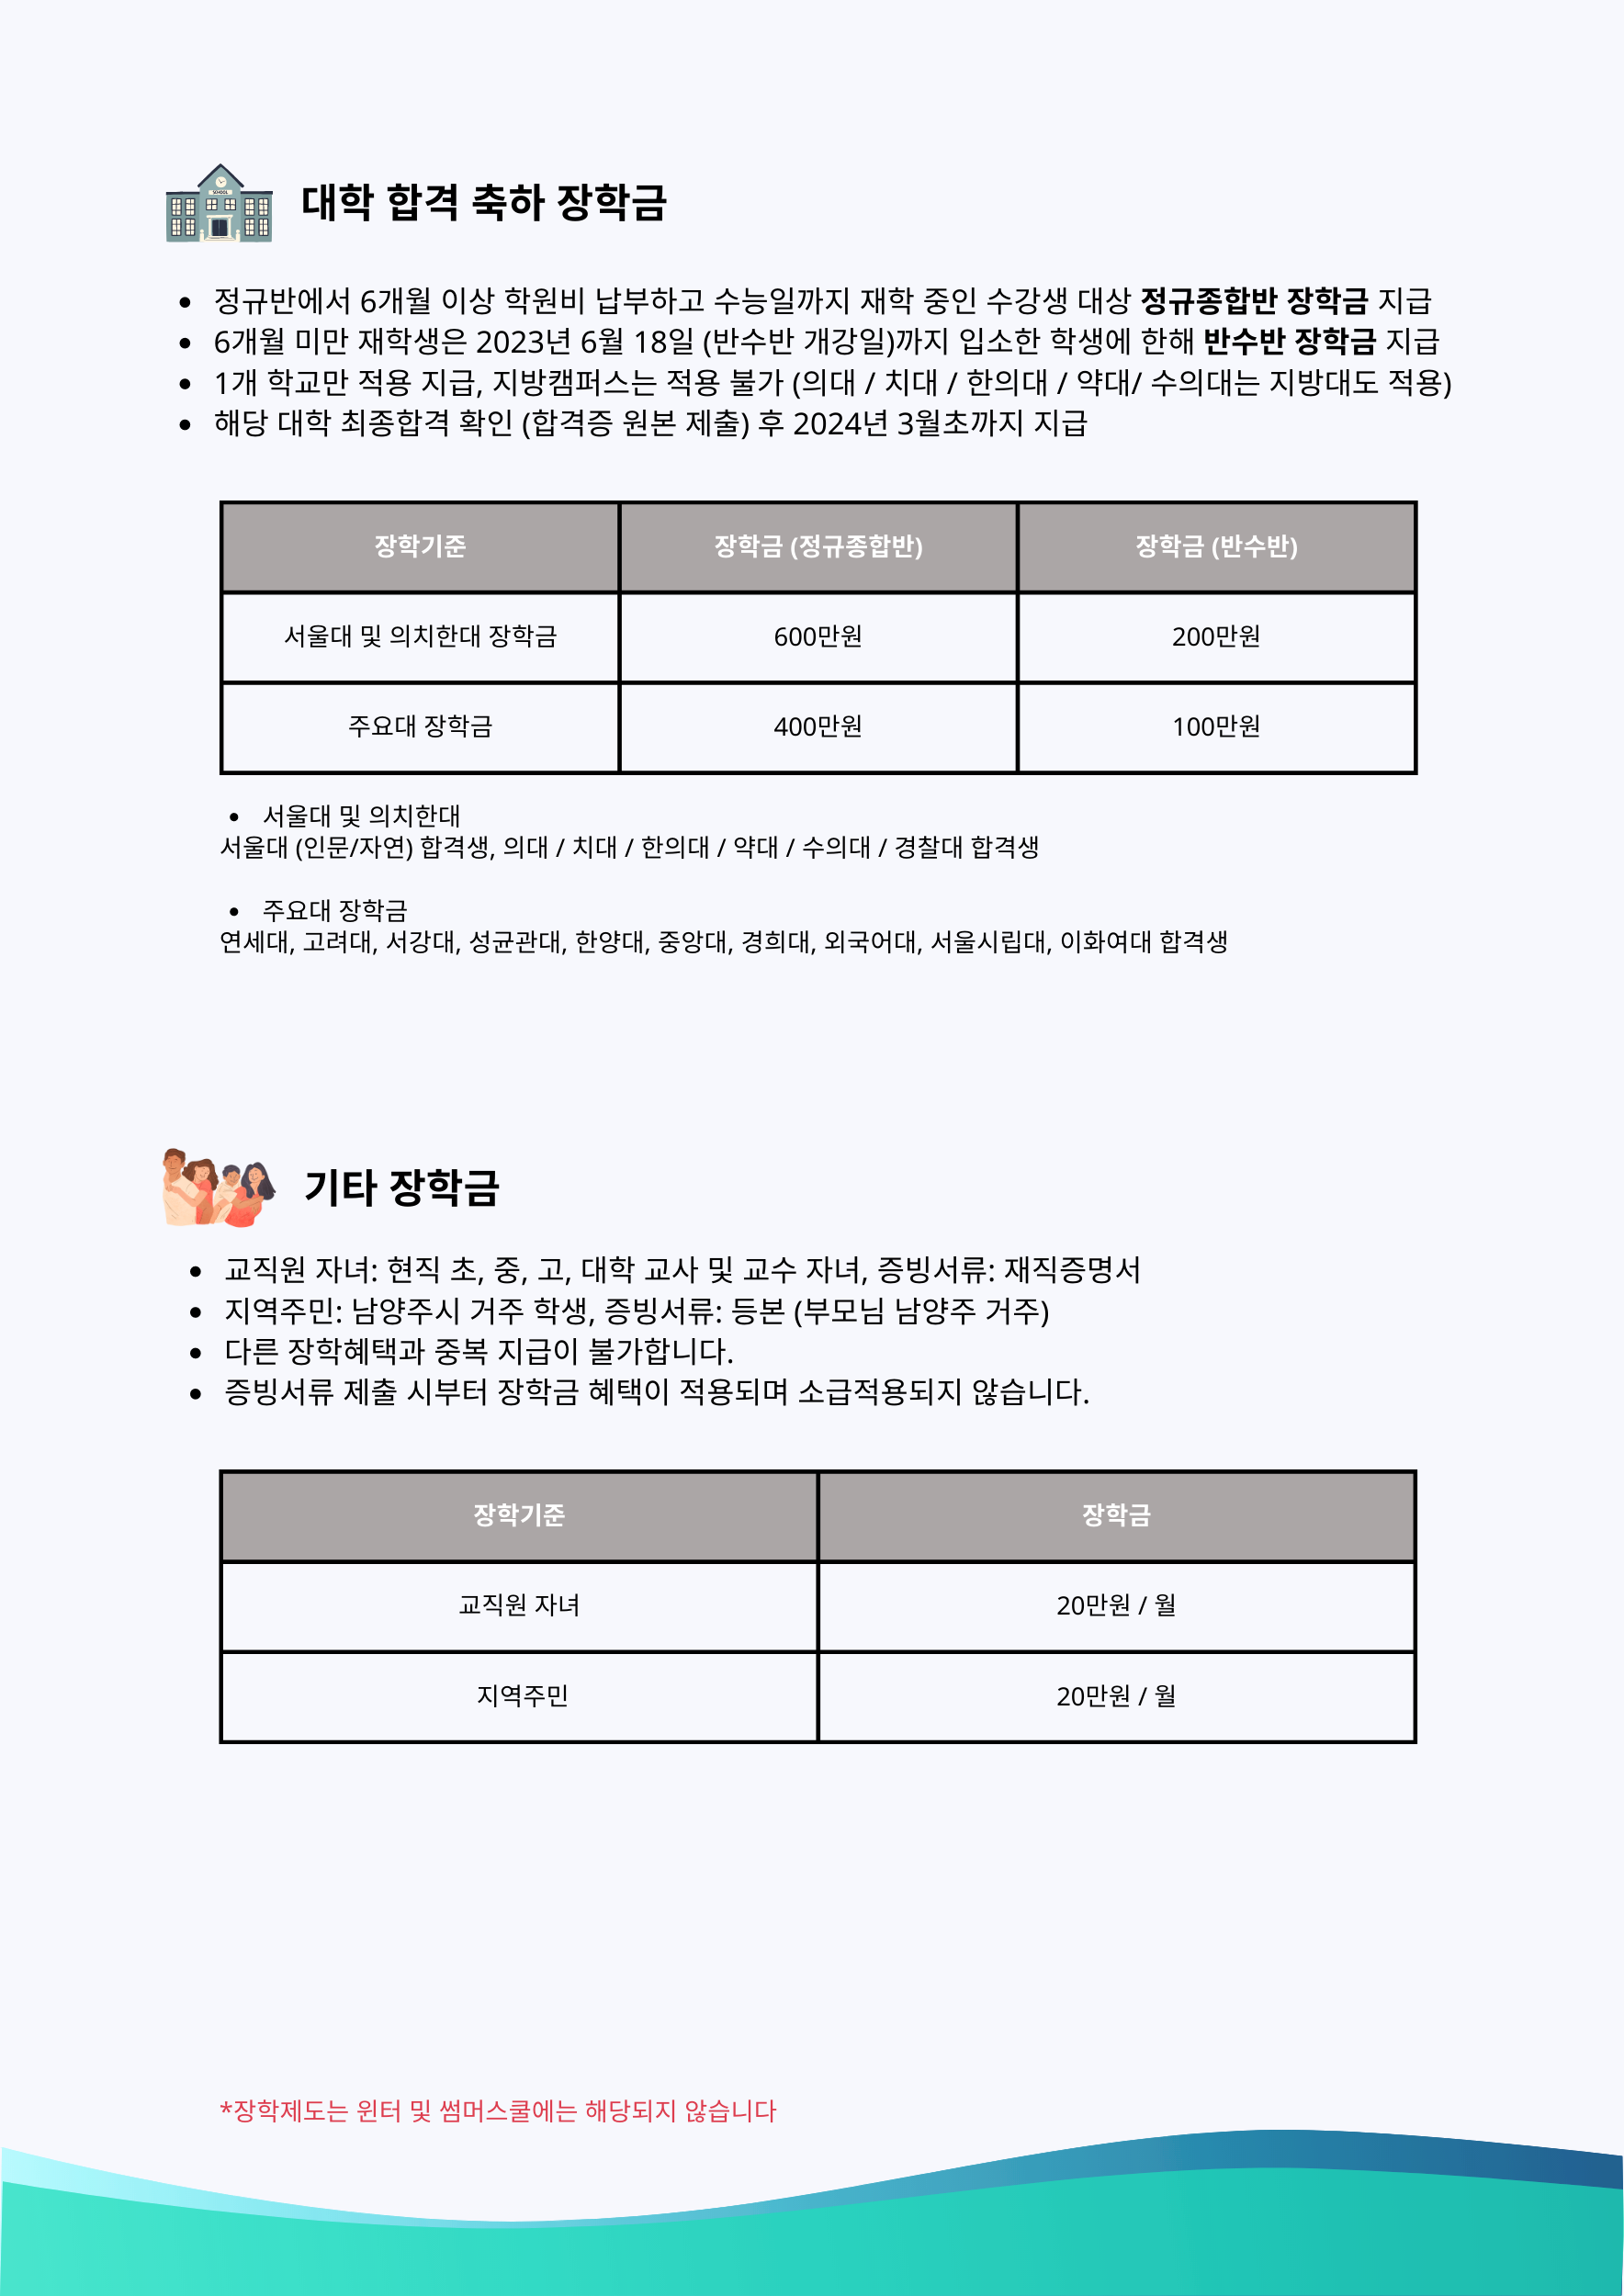 SCHOOL
대학 합격 축하 장학금
• 정규반에서 6개월 이상 학원비 납부하고 수능일까지 재학 중인 수강생 대상 정규종합반 장학금 지급
• 6개월 미만 재학생은 2023년 6월 18일 (반수반 개강일)까지 입소한 학생에 한해 반수반 장학금 지급
• 1개 학교만 적용 지급, 지방캠퍼스는 적용 불가 (의대 / 치대 / 한의대 / 약대/ 수의대는 지방대도 적용)
• 해당 대학 최종합격 확인 (합격증 원본 제출) 후 2024년 3월초까지 지급
장학기준 장학금 (정규종합반) 장학금 (반수반)
서울대 및 의치한대 장학금 600만원 200만원
주요대 장학금 400만원 100만원
• 서울대 및 의치한대
서울대 (인문/자연) 합격생, 의대 / 치대 / 한의대 / 약대 / 수의대 / 경찰대 합격생
• 주요대 장학금
연세대, 고려대, 서강대, 성균관대, 한양대, 중앙대, 경희대, 외국어대, 서울시립대, 이화여대 합격생
기타 장학금
• 교직원 자녀: 현직 초, 중, 고, 대학 교사 및 교수 자녀, 증빙서류: 재직증명서
• 지역주민: 남양주시 거주 학생, 증빙서류: 등본 (부모님 남양주 거주)
• 다른 장학혜택과 중복 지급이 불가합니다.
• 증빙서류 제출 시부터 장학금 혜택이 적용되며 소급적용되지 않습니다.
장학기준 장학금
교직원 자녀 20만원 / 월
지역주민 20만원 / 월
*장학제도는 윈터 및 썸머스쿨에는 해당되지 않습니다